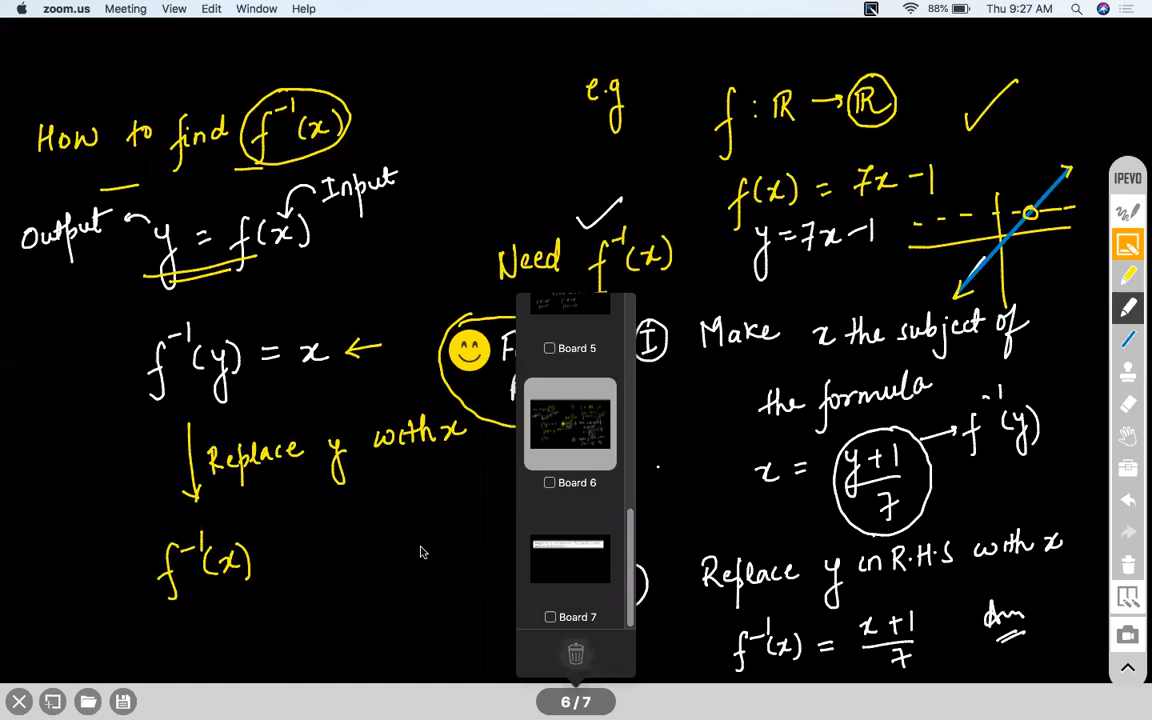 zoom.us Meeting View Edit Window Help
88% Thu 9:27 AM
How to find f⁻¹(x)
Output y = f(x) Input
f⁻¹(y) = x ←
Replace y with x
f⁻¹(x)
e.g
f : ℝ → ℝ
f(x) = 7x -1
y = 7x -1
Need f⁻¹(x)
I Make x the subject of
the formula
x = y+1/7 → f⁻¹(y)
Replace y in R.H.S with x
f⁻¹(x) = x+1/7 Ans
Board 5
Board 6
Board 7
6 / 7
IPEVO